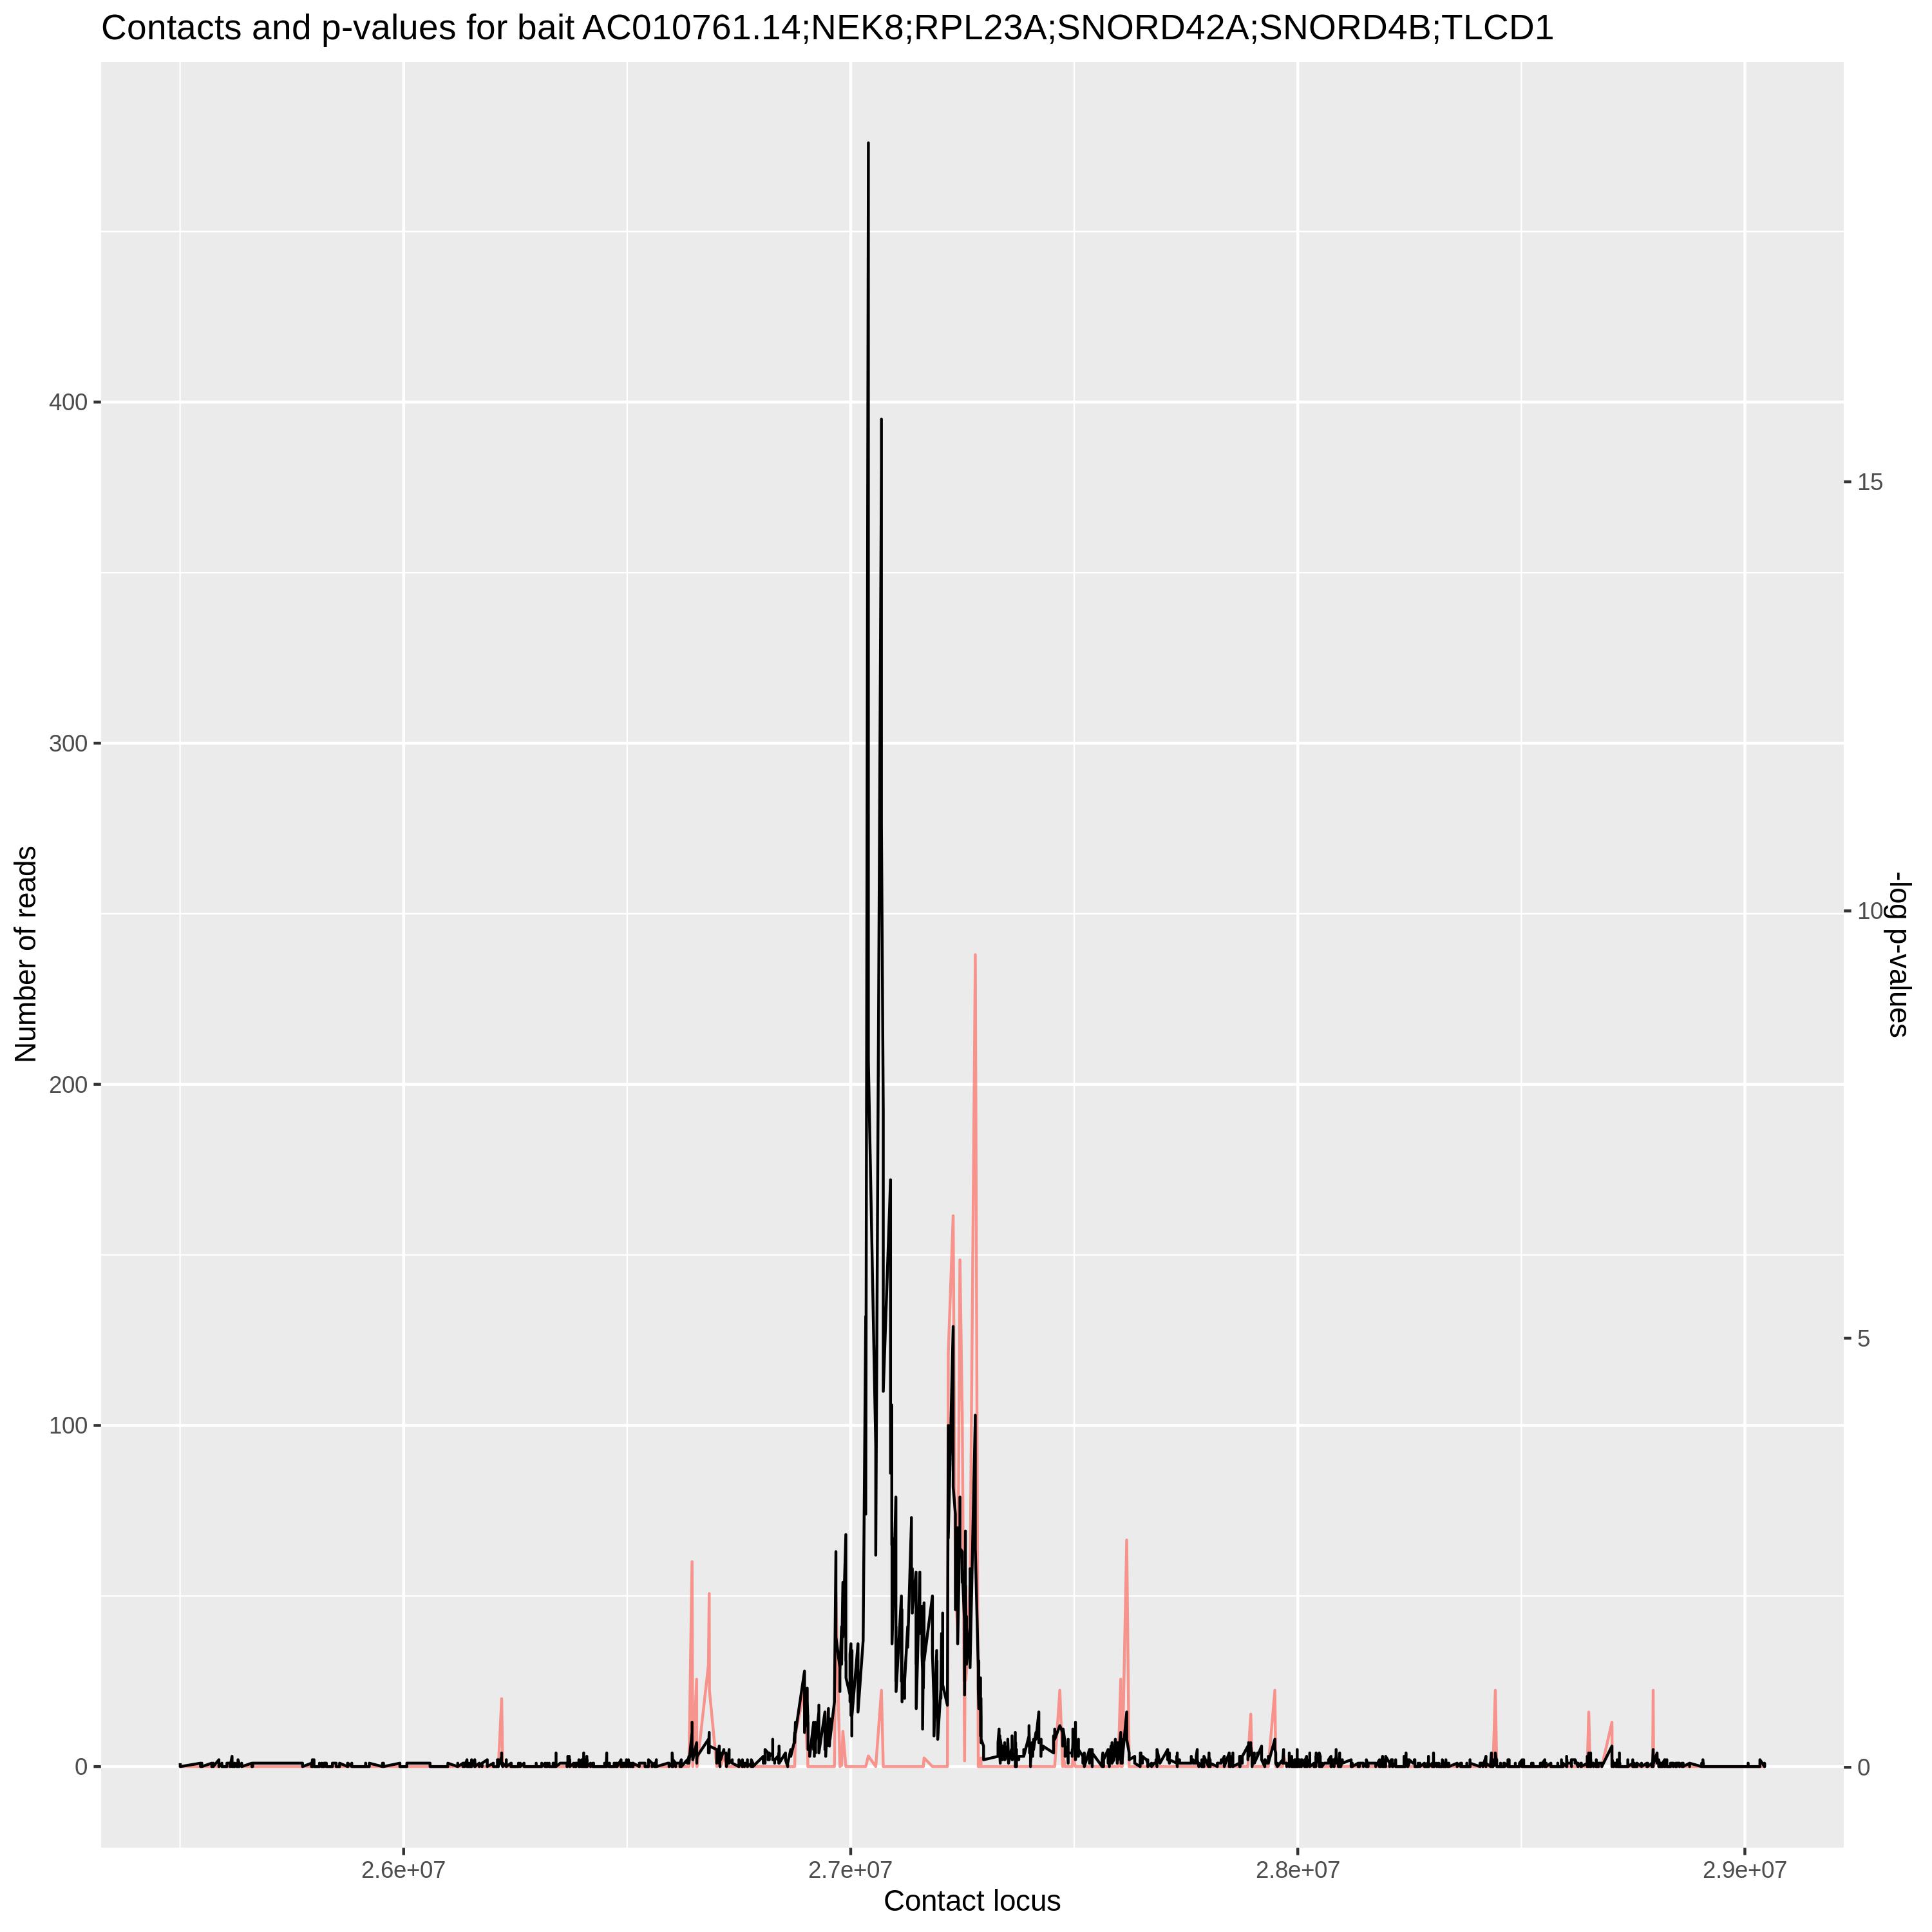 Contacts and p-values for bait AC010761.14;NEK8;RPL23A;SNORD42A;SNORD4B;TLCD1
Number of reads
400
300
200
100
0
15
10
5
0
-log p-values
2.6e+07 2.7e+07 2.8e+07 2.9e+07
Contact locus